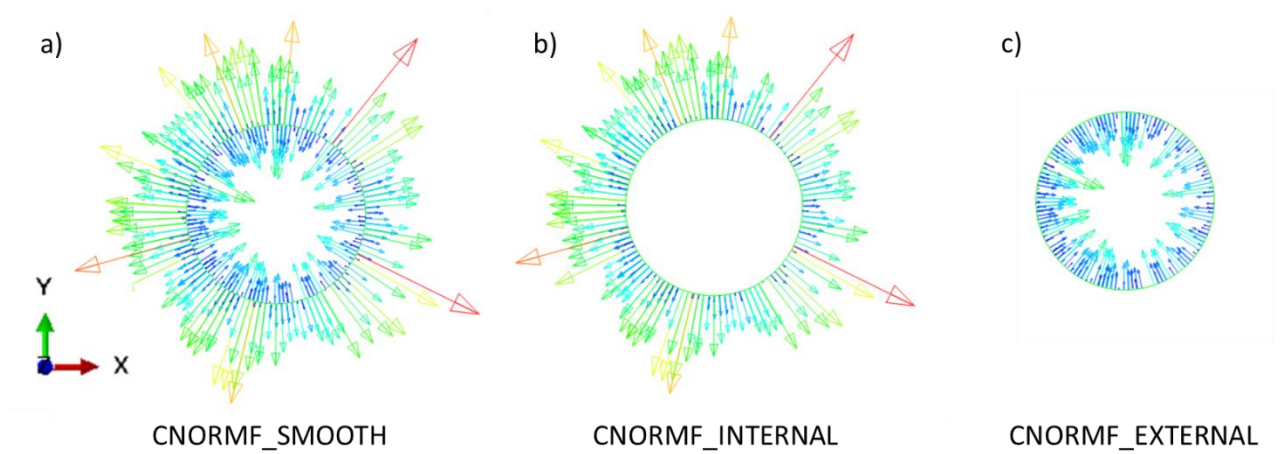 a)
b)
c)
Y
Z
X
CNORMF_SMOOTH
CNORMF_INTERNAL
CNORMF_EXTERNAL